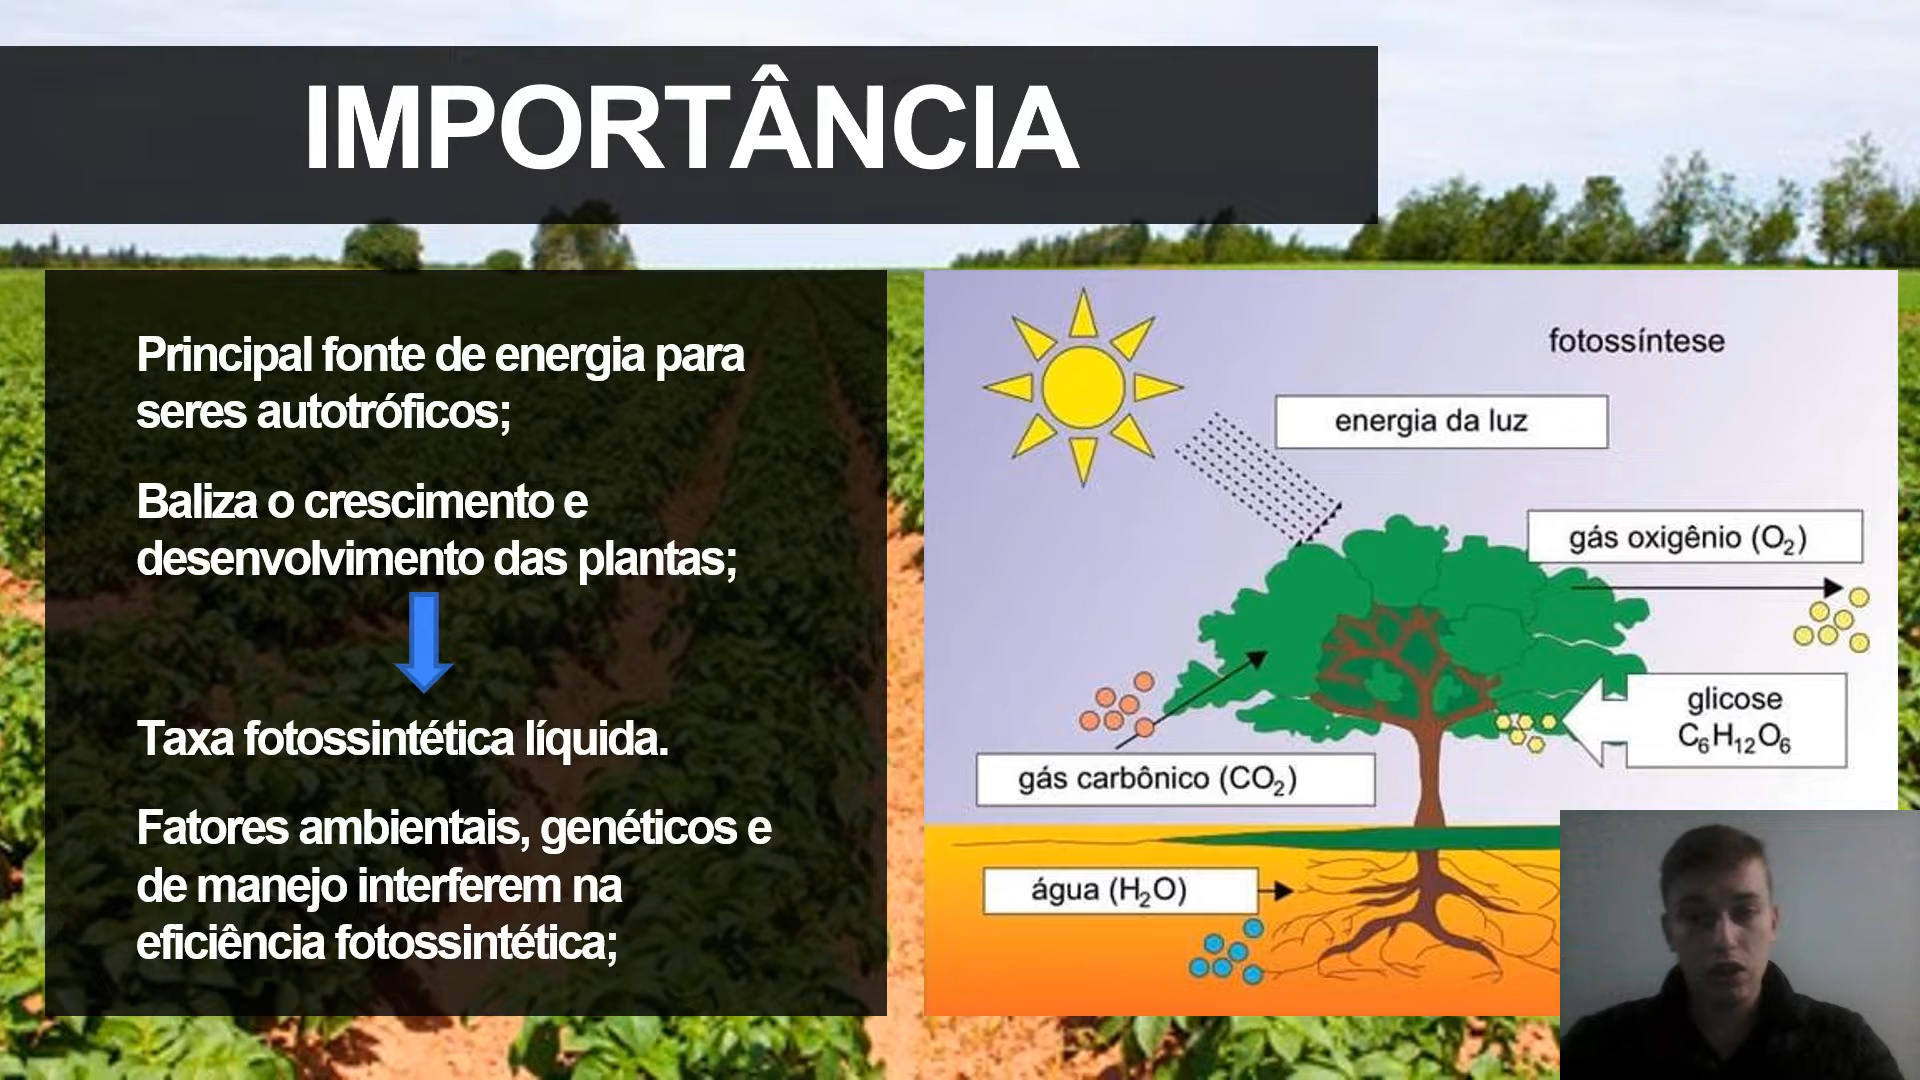 IMPORTÂNCIA
Principal fonte de energia para
seres autotróficos;
Baliza o crescimento e
desenvolvimento das plantas;
Taxa fotossintética líquida.
Fatores ambientais, genéticos e
de manejo interferem na
eficiência fotossintética;
fotossíntese
energia da luz
gás oxigênio (O₂)
glicose
C₆H₁₂O₆
gás carbônico (CO₂)
água (H₂O)